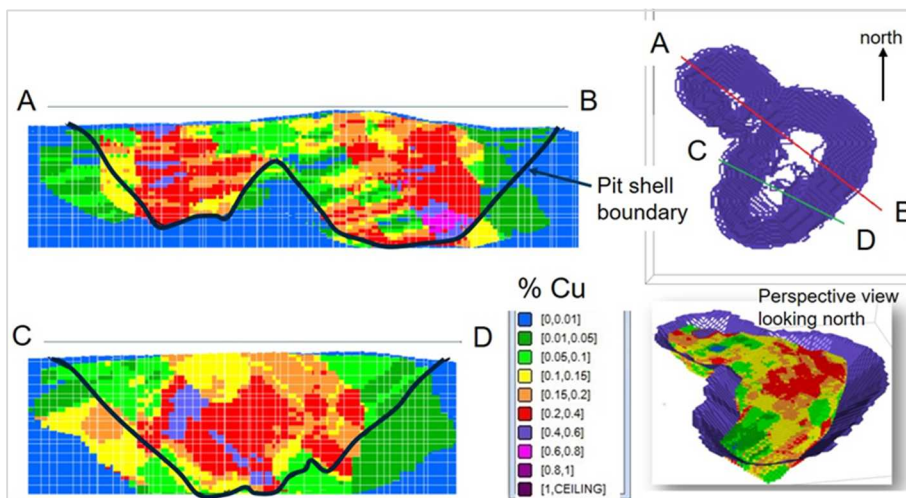 A
B
Pit shell
boundary
A
north
C
B
D
C
D
% Cu
[0,0.01]
[0.01,0.05]
[0.05,0.1]
[0.1,0.15]
[0.15,0.2]
[0.2,0.4]
[0.4,0.6]
[0.6,0.8]
[0.8,1]
[1,CEILING]
Perspective view
looking north